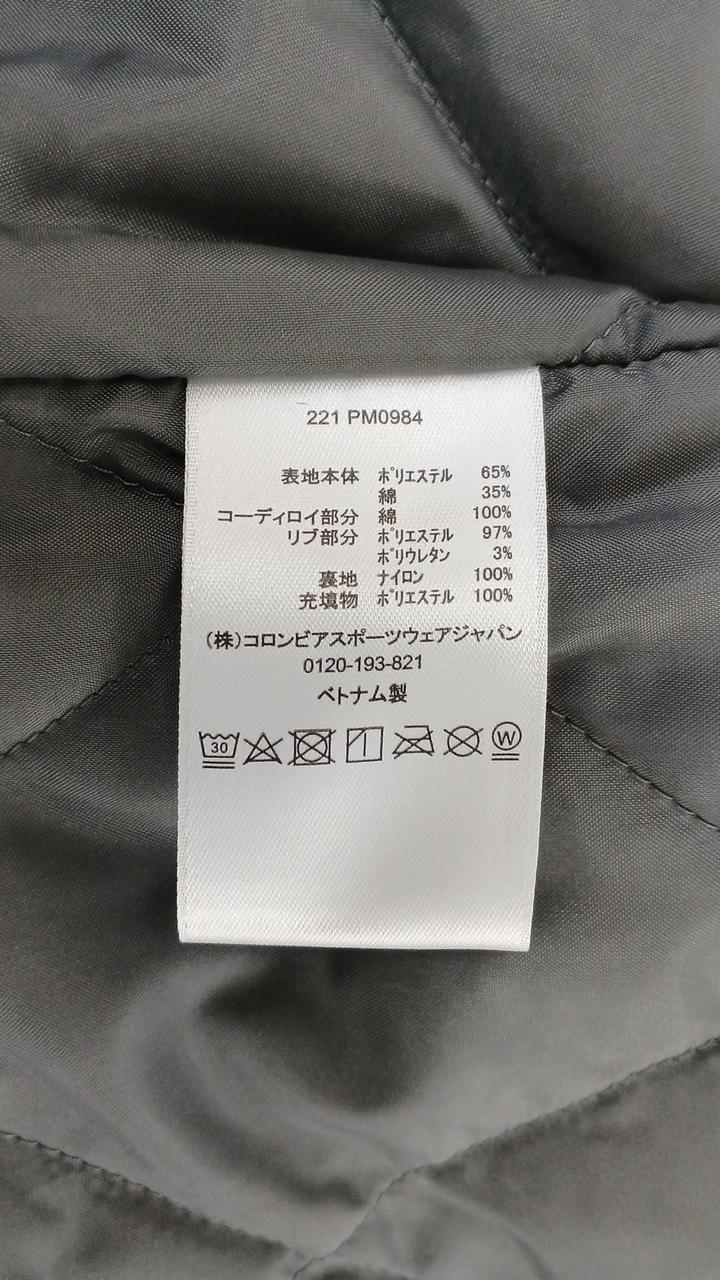 221 PM0984
表地本体 ポリエステル 65%
綿 35%
コーディロイ部分 綿 100%
リブ部分 ポリエステル 97%
ポリウレタン 3%
裏地 ナイロン 100%
充填物 ポリエステル 100%
(株)コロンビアスポーツウェアジャパン
0120-193-821
ベトナム製
30 W